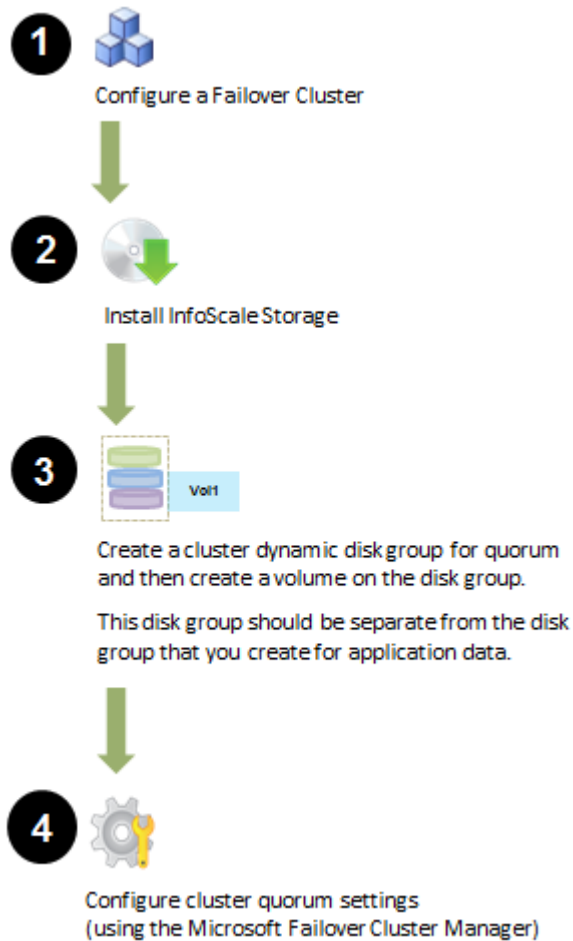 1
Configure a Failover Cluster
2
Install InfoScale Storage
3
Vol1
Create a cluster dynamic disk group for quorum
and then create a volume on the disk group.
This disk group should be separate from the disk
group that you create for application data.
4
Configure cluster quorum settings
(using the Microsoft Failover Cluster Manager)